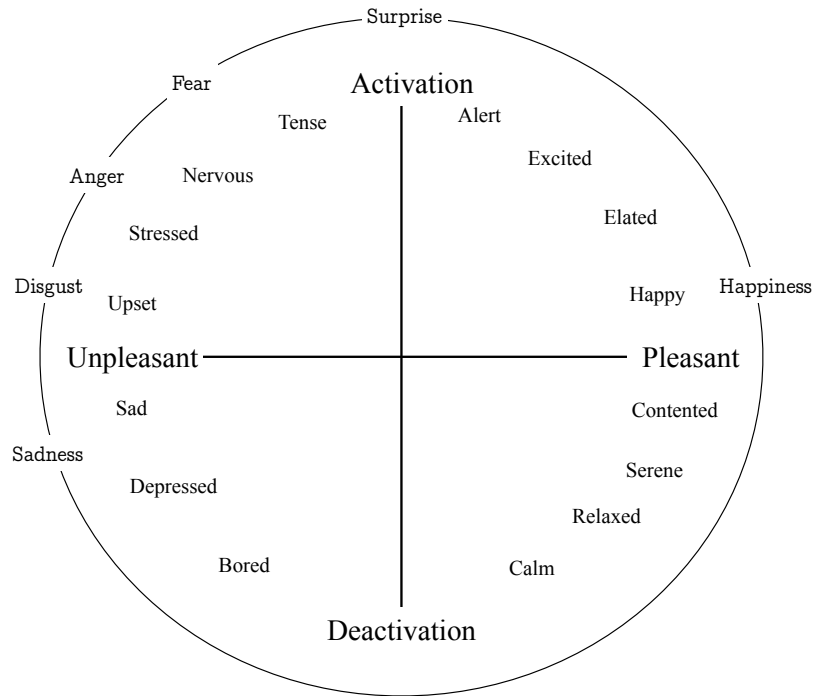 Surprise
Fear
Activation
Tense
Alert
Excited
Anger
Nervous
Elated
Stressed
Disgust
Upset
Happy
Happiness
Unpleasant
Pleasant
Sad
Contented
Sadness
Depressed
Serene
Relaxed
Bored
Calm
Deactivation